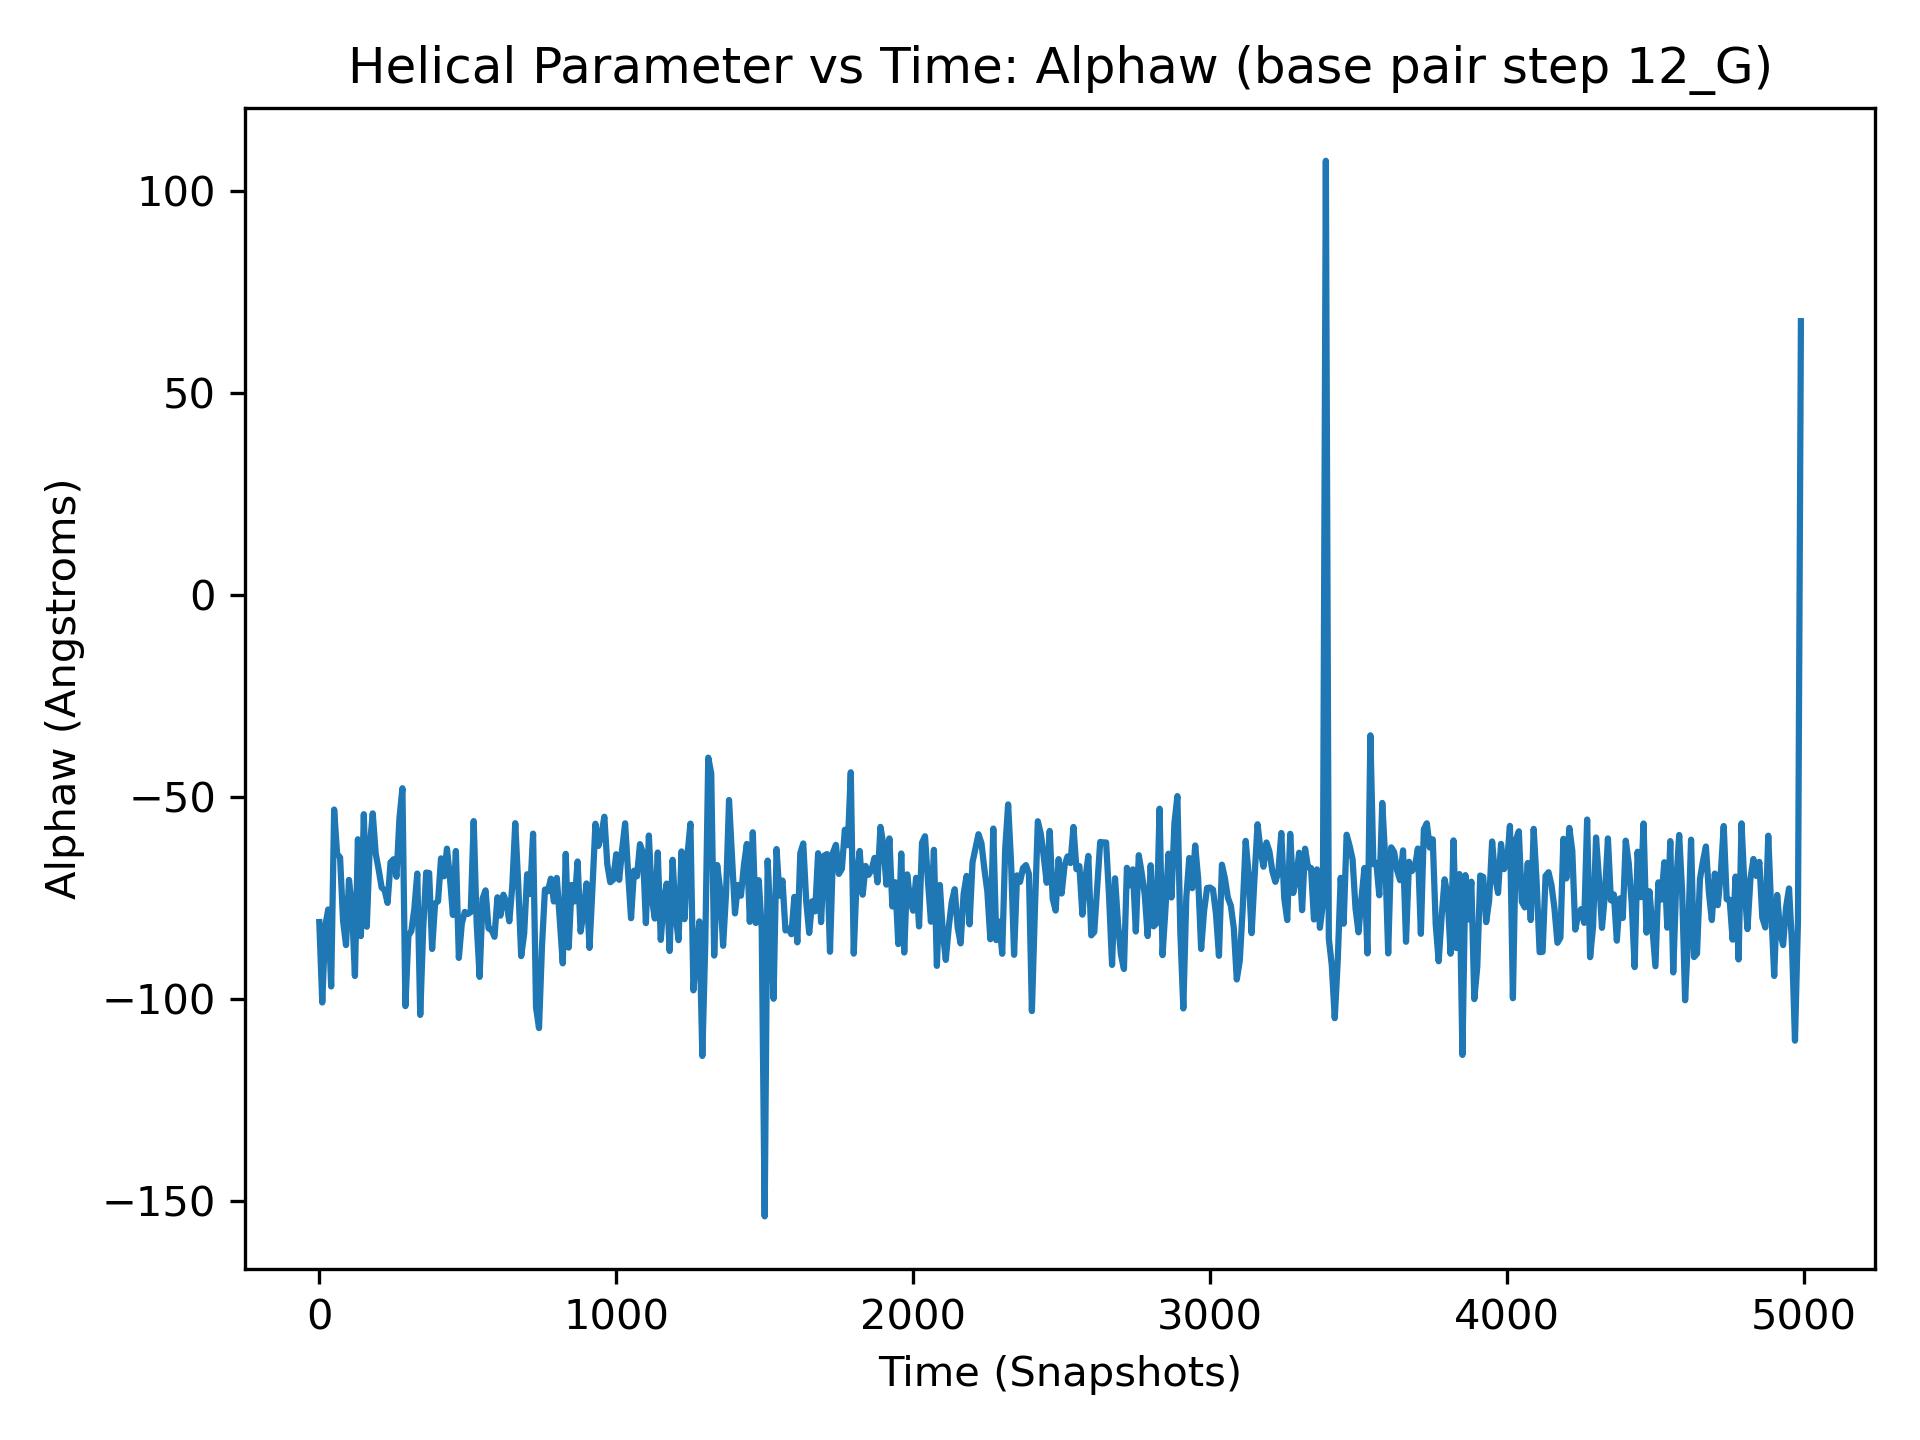 Helical Parameter vs Time: Alphaw (base pair step 12_G)
Alphaw (Angstroms)
100
50
0
−50
−100
−150
0 1000 2000 3000 4000 5000
Time (Snapshots)